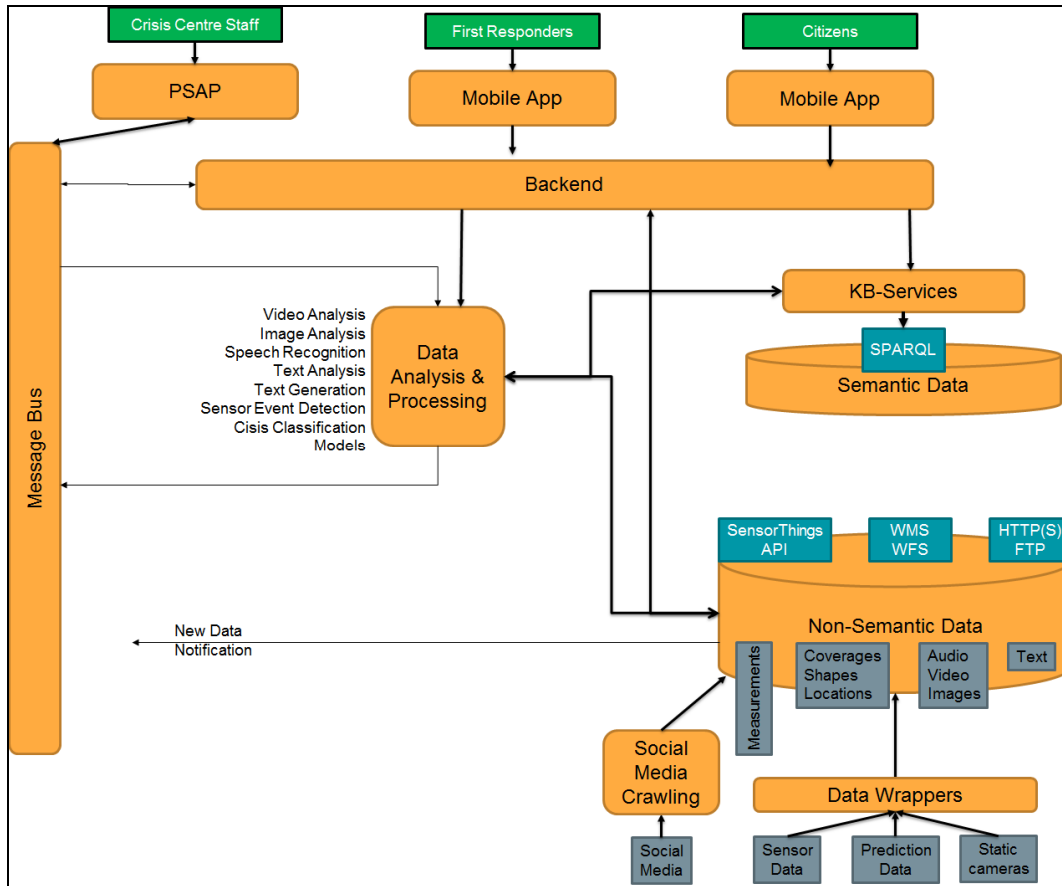 Crisis Centre Staff
First Responders
Citizens
PSAP
Mobile App
Mobile App
Backend
Message Bus
Video Analysis
Image Analysis
Speech Recognition
Text Analysis
Text Generation
Sensor Event Detection
Cisis Classification
Models
Data
Analysis &
Processing
KB-Services
SPARQL
Semantic Data
SensorThings
API
WMS
WFS
HTTP(S)
FTP
Non-Semantic Data
New Data
Notification
Measurements
Coverages
Shapes
Locations
Audio
Video
Images
Text
Social
Media
Crawling
Data Wrappers
Social
Media
Sensor
Data
Prediction
Data
Static
cameras